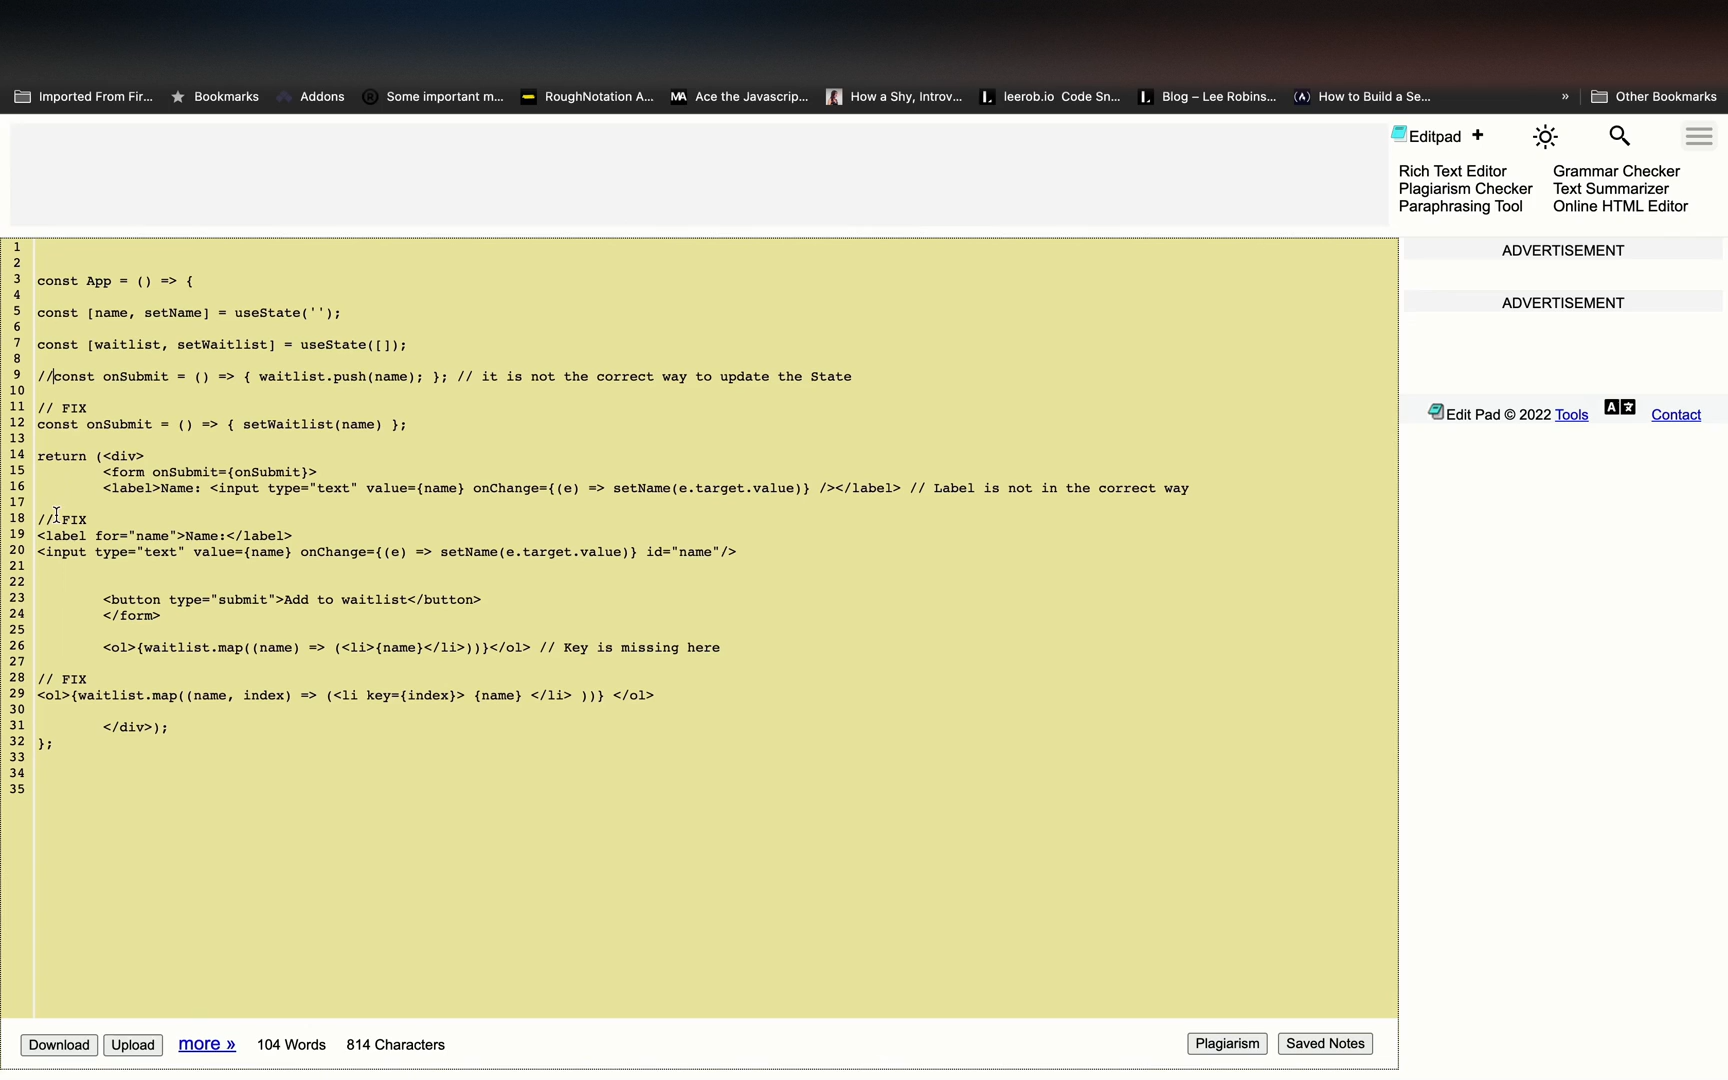 Imported From Fir... Bookmarks Addons Some important m... RoughNotation A... MA Ace the Javascrip... How a Shy, Introv... leerob.io Code Sn... Blog – Lee Robins... How to Build a Se... » Other Bookmarks
Editpad +
Rich Text Editor Grammar Checker
Plagiarism Checker Text Summarizer
Paraphrasing Tool Online HTML Editor
ADVERTISEMENT
ADVERTISEMENT
Edit Pad © 2022 Tools A Contact
1
2
3 const App = () => {
4
5 const [name, setName] = useState('');
6
7 const [waitlist, setWaitlist] = useState([]);
8
9 //const onSubmit = () => { waitlist.push(name); }; // it is not the correct way to update the State
10
11 // FIX
12 const onSubmit = () => { setWaitlist(name) };
13
14 return (<div>
15 <form onSubmit={onSubmit}>
16 <label>Name: <input type="text" value={name} onChange={(e) => setName(e.target.value)} /></label> // Label is not in the correct way
17
18 // FIX
19 <label for="name">Name:</label>
20 <input type="text" value={name} onChange={(e) => setName(e.target.value)} id="name"/>
21
22
23 <button type="submit">Add to waitlist</button>
24 </form>
25
26 <ol>{waitlist.map((name) => (<li>{name}</li>))}</ol> // Key is missing here
27
28 // FIX
29 <ol>{waitlist.map((name, index) => (<li key={index}> {name} </li> ))} </ol>
30
31 </div>);
32 };
33
34
35
Download Upload more » 104 Words 814 Characters Plagiarism Saved Notes